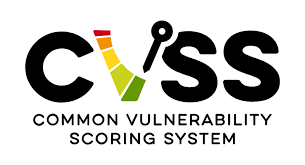 CVSS
COMMON VULNERABILITY
SCORING SYSTEM